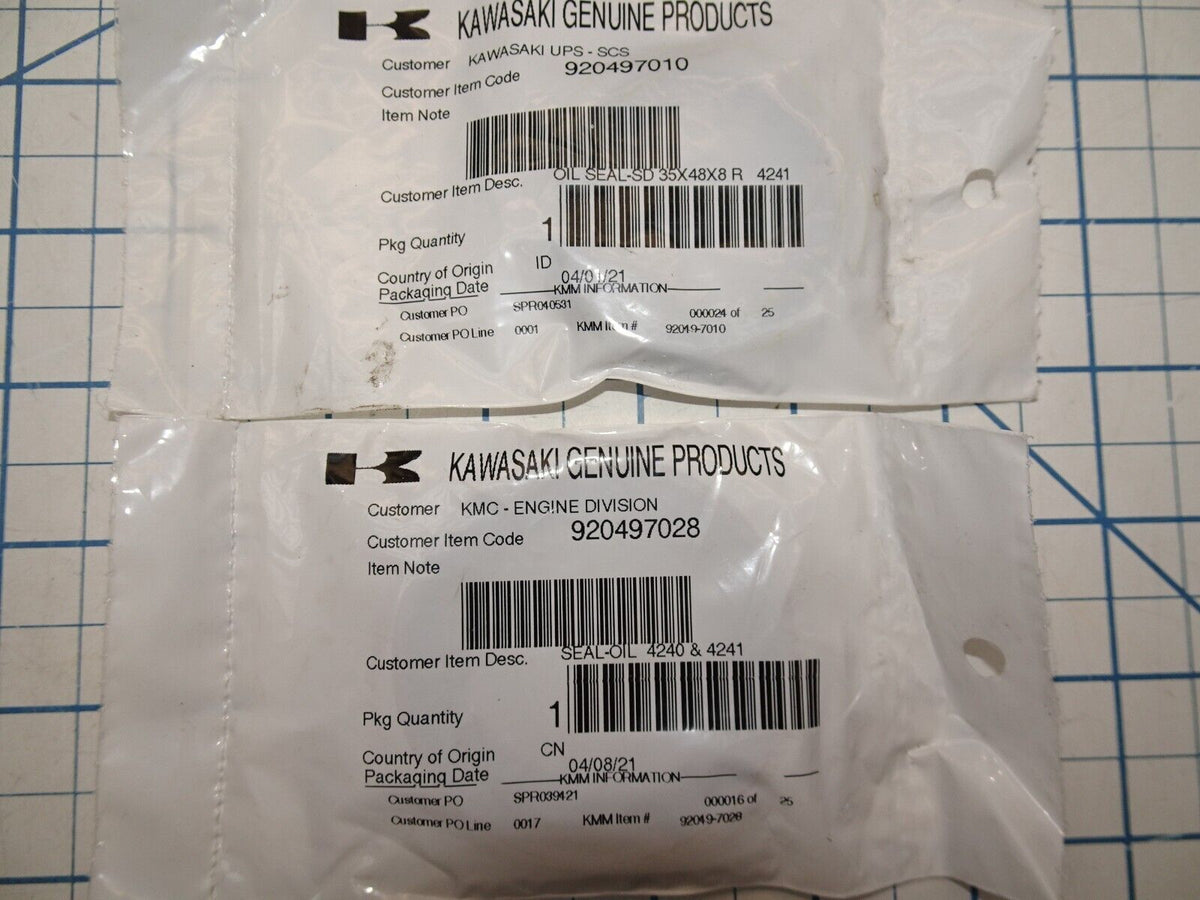 KAWASAKI GENUINE PRODUCTS
Customer KAWASAKI UPS - SCS
Customer Item Code 920497010
Item Note
Customer Item Desc. OIL SEAL-SD 35X48X8 R 4241
Pkg Quantity 1
Country of Origin ID
Packaging Date 04/01/21
KMM INFORMATION
Customer PO SPR040531 000024 of 25
Customer PO Line 0001 KMM Item # 92049-7010
KAWASAKI GENUINE PRODUCTS
Customer KMC - ENGINE DIVISION
Customer Item Code 920497028
Item Note
Customer Item Desc. SEAL-OIL 4240 & 4241
Pkg Quantity 1
Country of Origin CN
Packaging Date 04/08/21
KMM INFORMATION
Customer PO SPR039421 000016 of 25
Customer PO Line 0017 KMM Item # 92049-7028